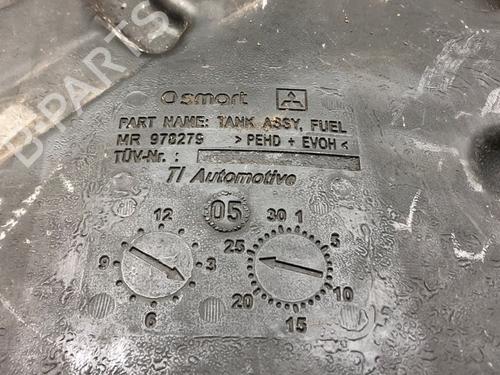 smart
PART NAME: TANK ASSY, FUEL
MR 978279 > PEHD + EVOH <
TÜV-Nr. :
TI Automotive
05
12
3
6
9
30 1
5
10
15
20
25
B-PARTS